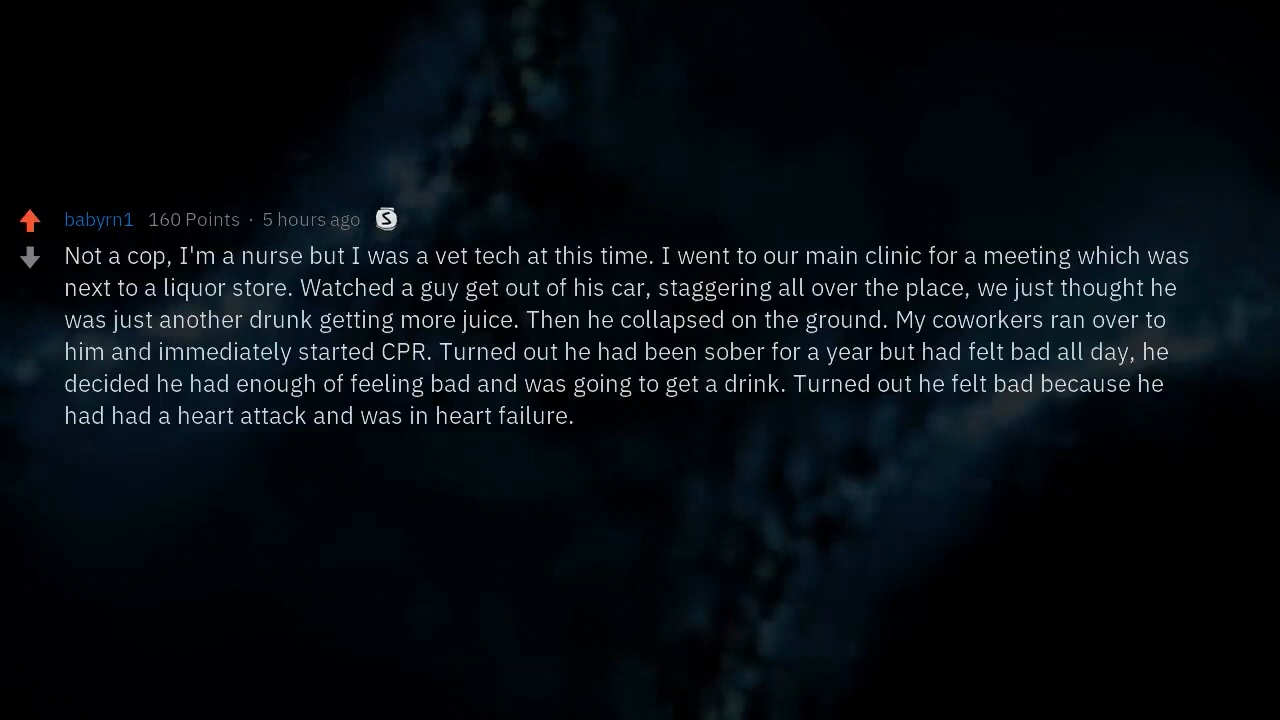 babyrn1 160 Points · 5 hours ago S
Not a cop, I'm a nurse but I was a vet tech at this time. I went to our main clinic for a meeting which was
next to a liquor store. Watched a guy get out of his car, staggering all over the place, we just thought he
was just another drunk getting more juice. Then he collapsed on the ground. My coworkers ran over to
him and immediately started CPR. Turned out he had been sober for a year but had felt bad all day, he
decided he had enough of feeling bad and was going to get a drink. Turned out he felt bad because he
had had a heart attack and was in heart failure.